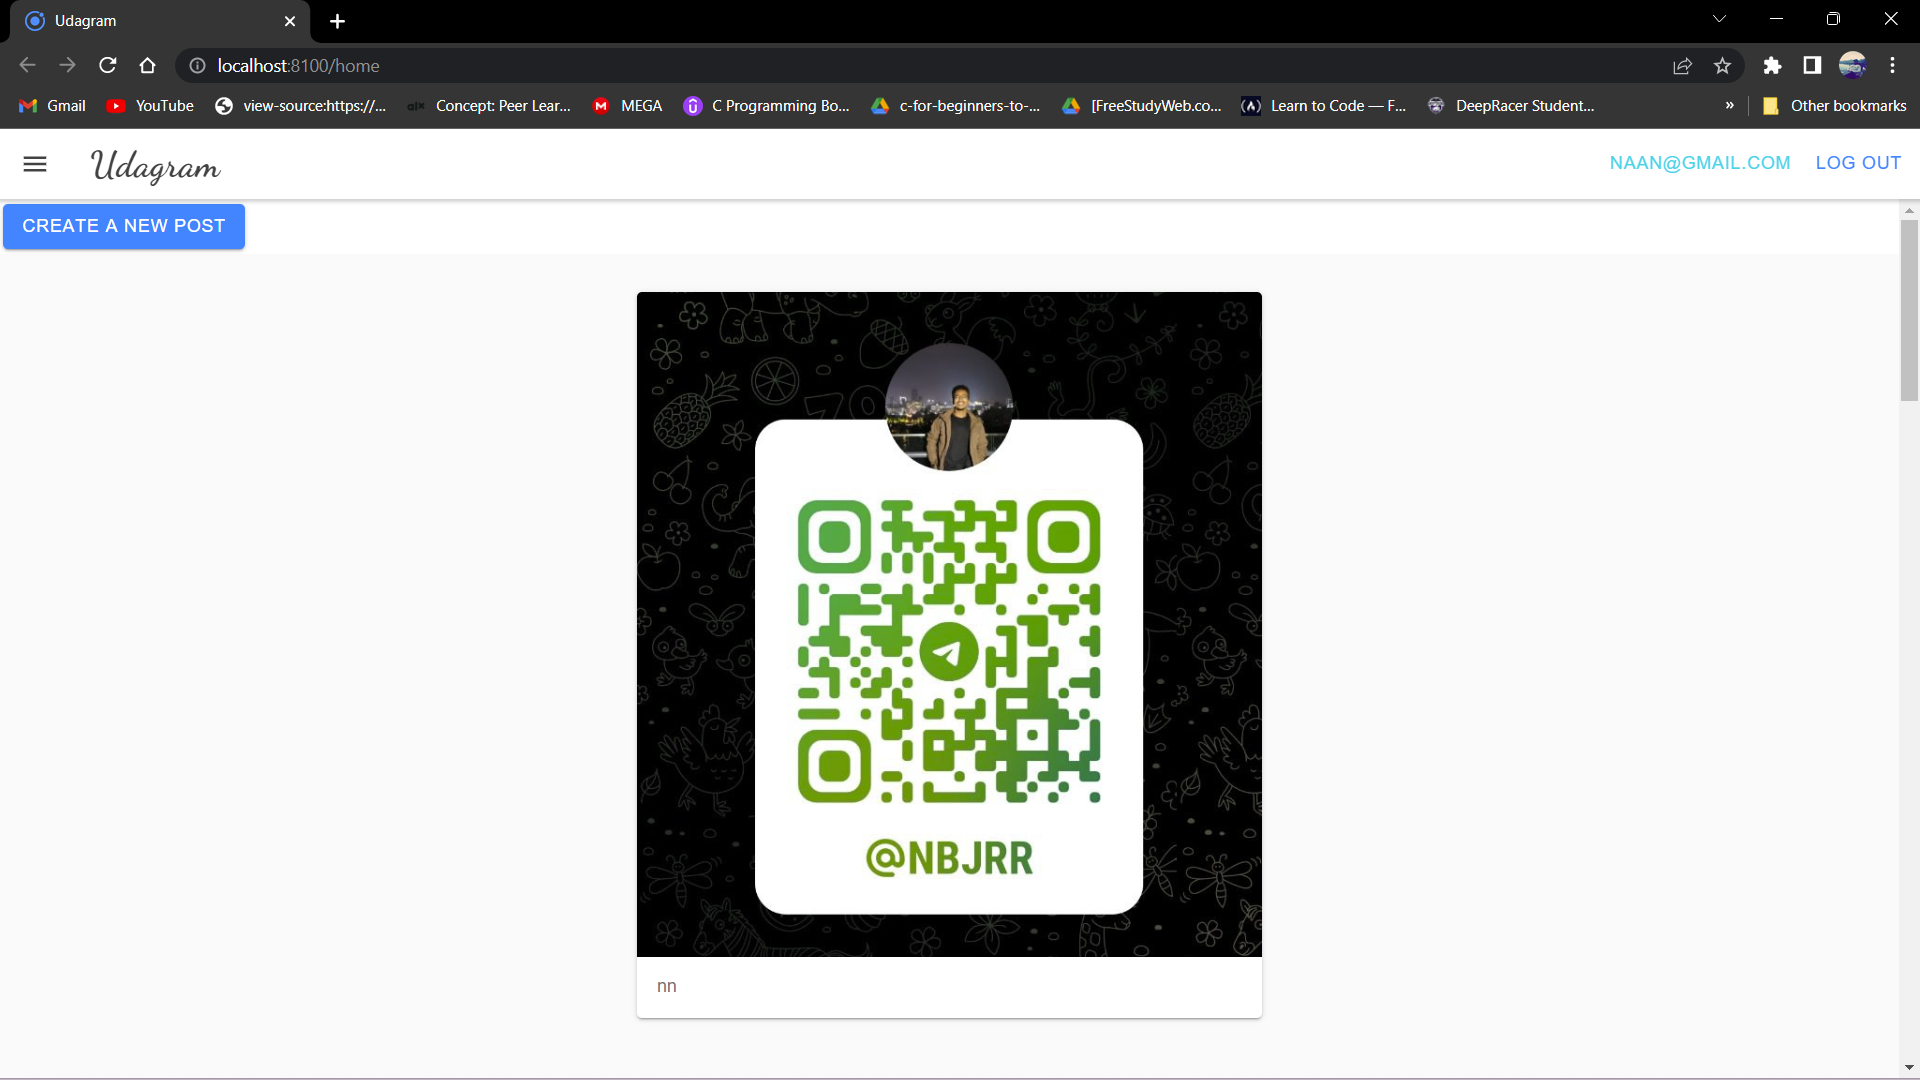 Udagram
localhost:8100/home
Gmail
YouTube
view-source:https://...
alx
Concept: Peer Lear...
M
MEGA
C Programming Bo...
c-for-beginners-to-...
[FreeStudyWeb.co...
Learn to Code — F...
DeepRacer Student...
»
Other bookmarks
Udagram
NAAN@GMAIL.COM
LOG OUT
CREATE A NEW POST
@NBJRR
nn